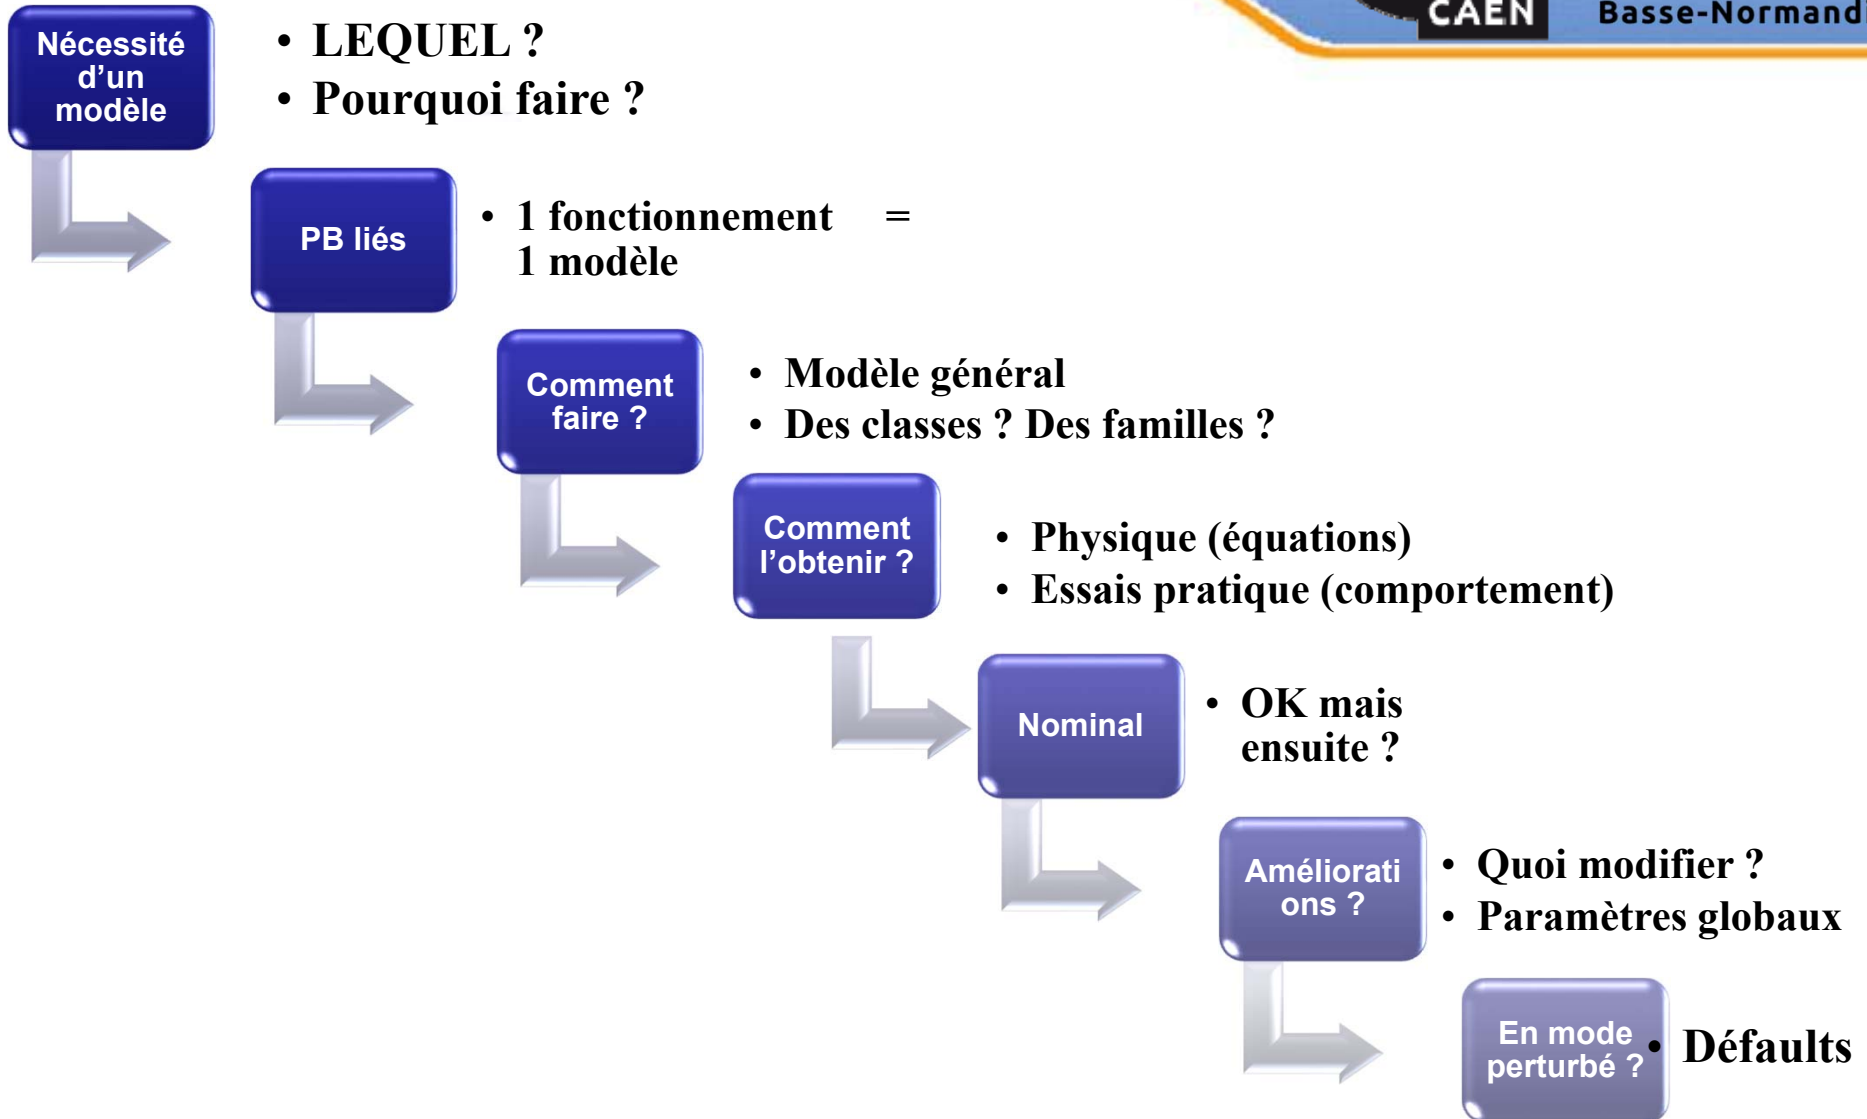 CAEN Basse-Normand
Nécessité
d'un
modèle
• LEQUEL ?
• Pourquoi faire ?
PB liés
• 1 fonctionnement =
1 modèle
Comment
faire ?
• Modèle général
• Des classes ? Des familles ?
Comment
l'obtenir ?
• Physique (équations)
• Essais pratique (comportement)
Nominal
• OK mais
ensuite ?
Améliorati
ons ?
• Quoi modifier ?
• Paramètres globaux
En mode
perturbé ?
• Défaults